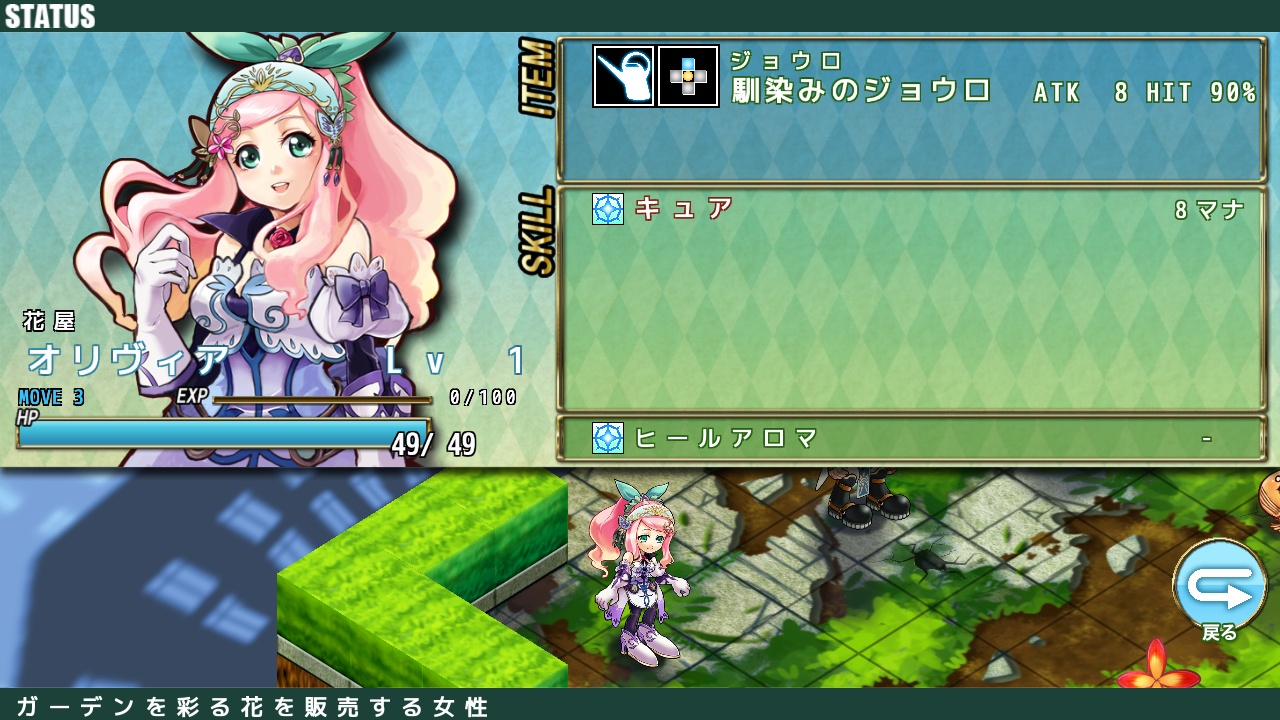 STATUS
ITEM
ジョウロ
馴染みのジョウロ ATK 8 HIT 90%
SKILL
キュア 8マナ
ヒールアロマ -
花屋
オリヴィア Lv 1
MOVE 3 EXP 0/100
HP 49/ 49
戻る
ガーデンを彩る花を販売する女性